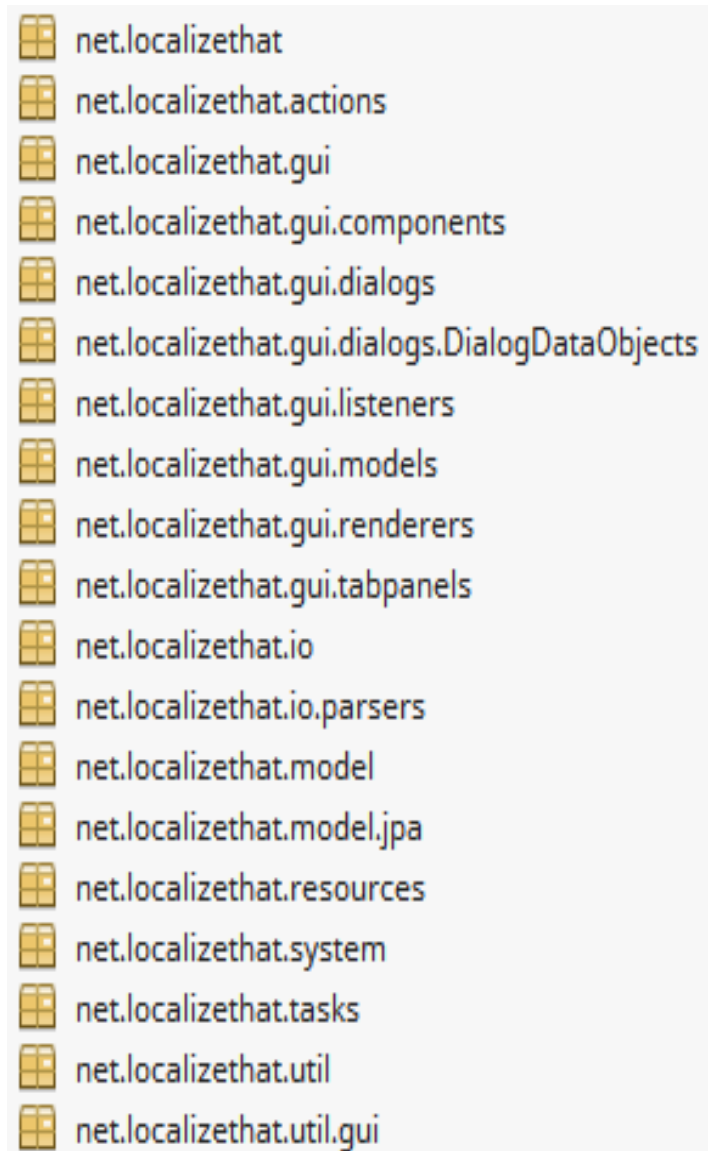 net.localizethat
net.localizethat.actions
net.localizethat.gui
net.localizethat.gui.components
net.localizethat.gui.dialogs
net.localizethat.gui.dialogs.DialogDataObjects
net.localizethat.gui.listeners
net.localizethat.gui.models
net.localizethat.gui.renderers
net.localizethat.gui.tabpanels
net.localizethat.io
net.localizethat.io.parsers
net.localizethat.model
net.localizethat.model.jpa
net.localizethat.resources
net.localizethat.system
net.localizethat.tasks
net.localizethat.util
net.localizethat.util.gui